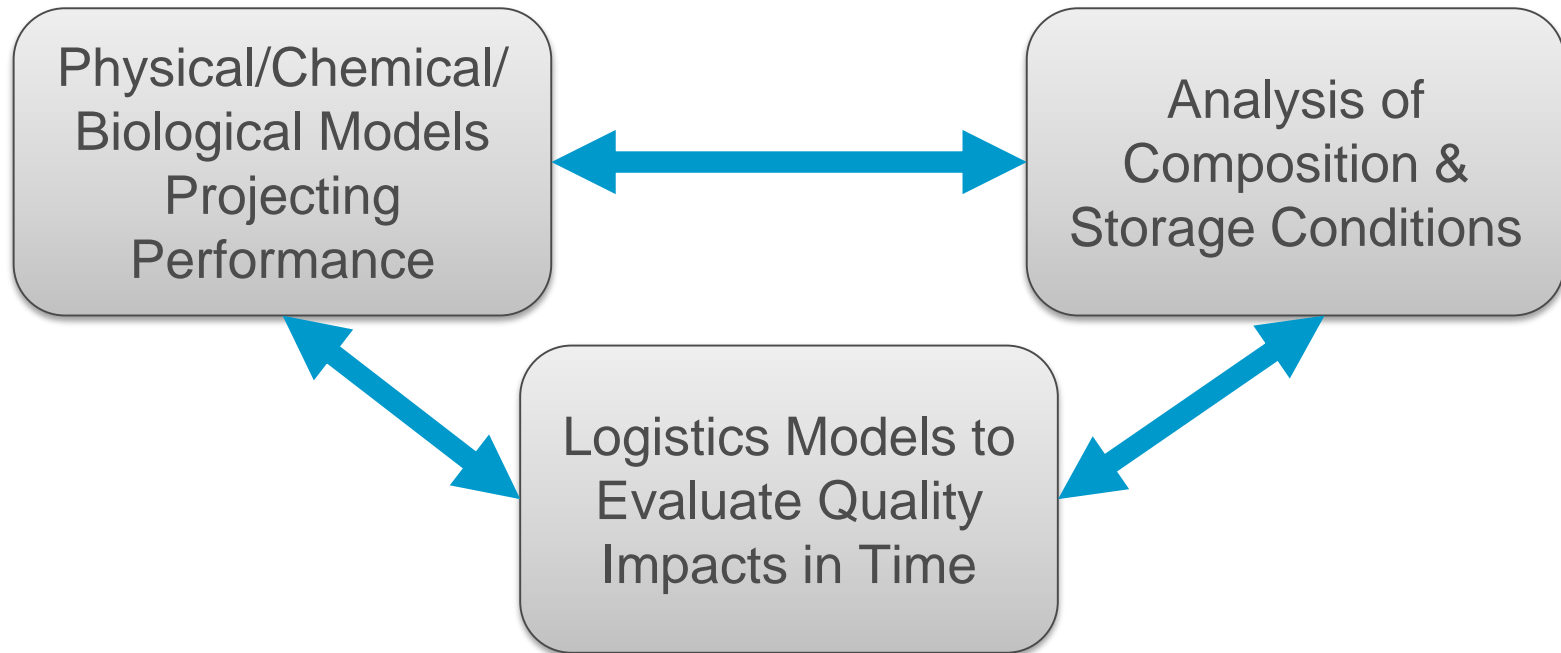 Physical/Chemical/
Biological Models
Projecting
Performance
Analysis of
Composition &
Storage Conditions
Logistics Models to
Evaluate Quality
Impacts in Time